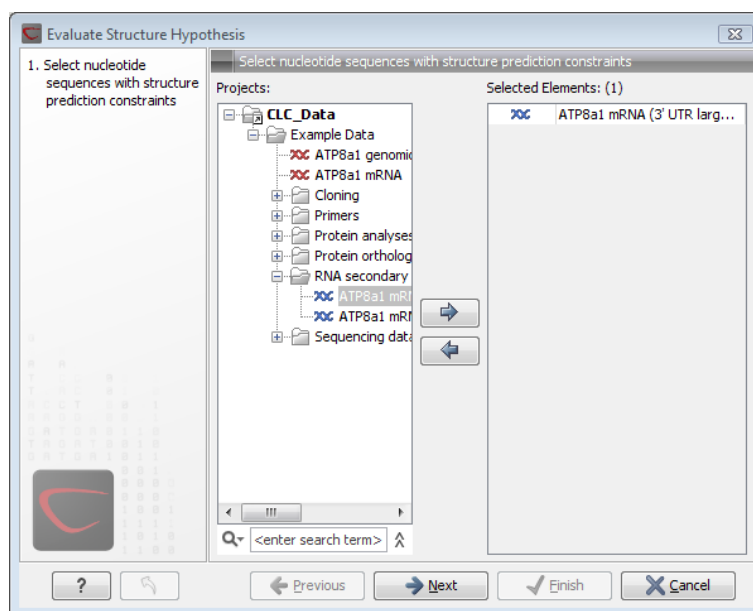 Evaluate Structure Hypothesis
1. Select nucleotide
sequences with structure
prediction constraints
Select nucleotide sequences with structure prediction constraints
Projects:
CLC_Data
Example Data
ATP8a1 genomic
ATP8a1 mRNA
Cloning
Primers
Protein analyses
Protein ortholog
RNA secondary
ATP8a1 mRN
ATP8a1 mRN
Sequencing data
<enter search term>
Selected Elements: (1)
ATP8a1 mRNA (3' UTR larg...
?
Previous
Next
Finish
Cancel